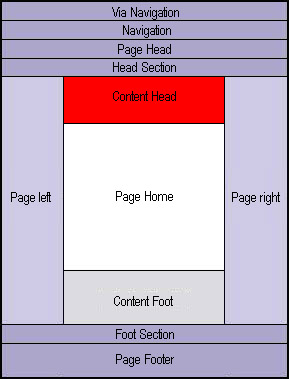 Via Navigation
Navigation
Page Head
Head Section
Content Head
Page left
Page Home
Page right
Content Foot
Foot Section
Page Footer